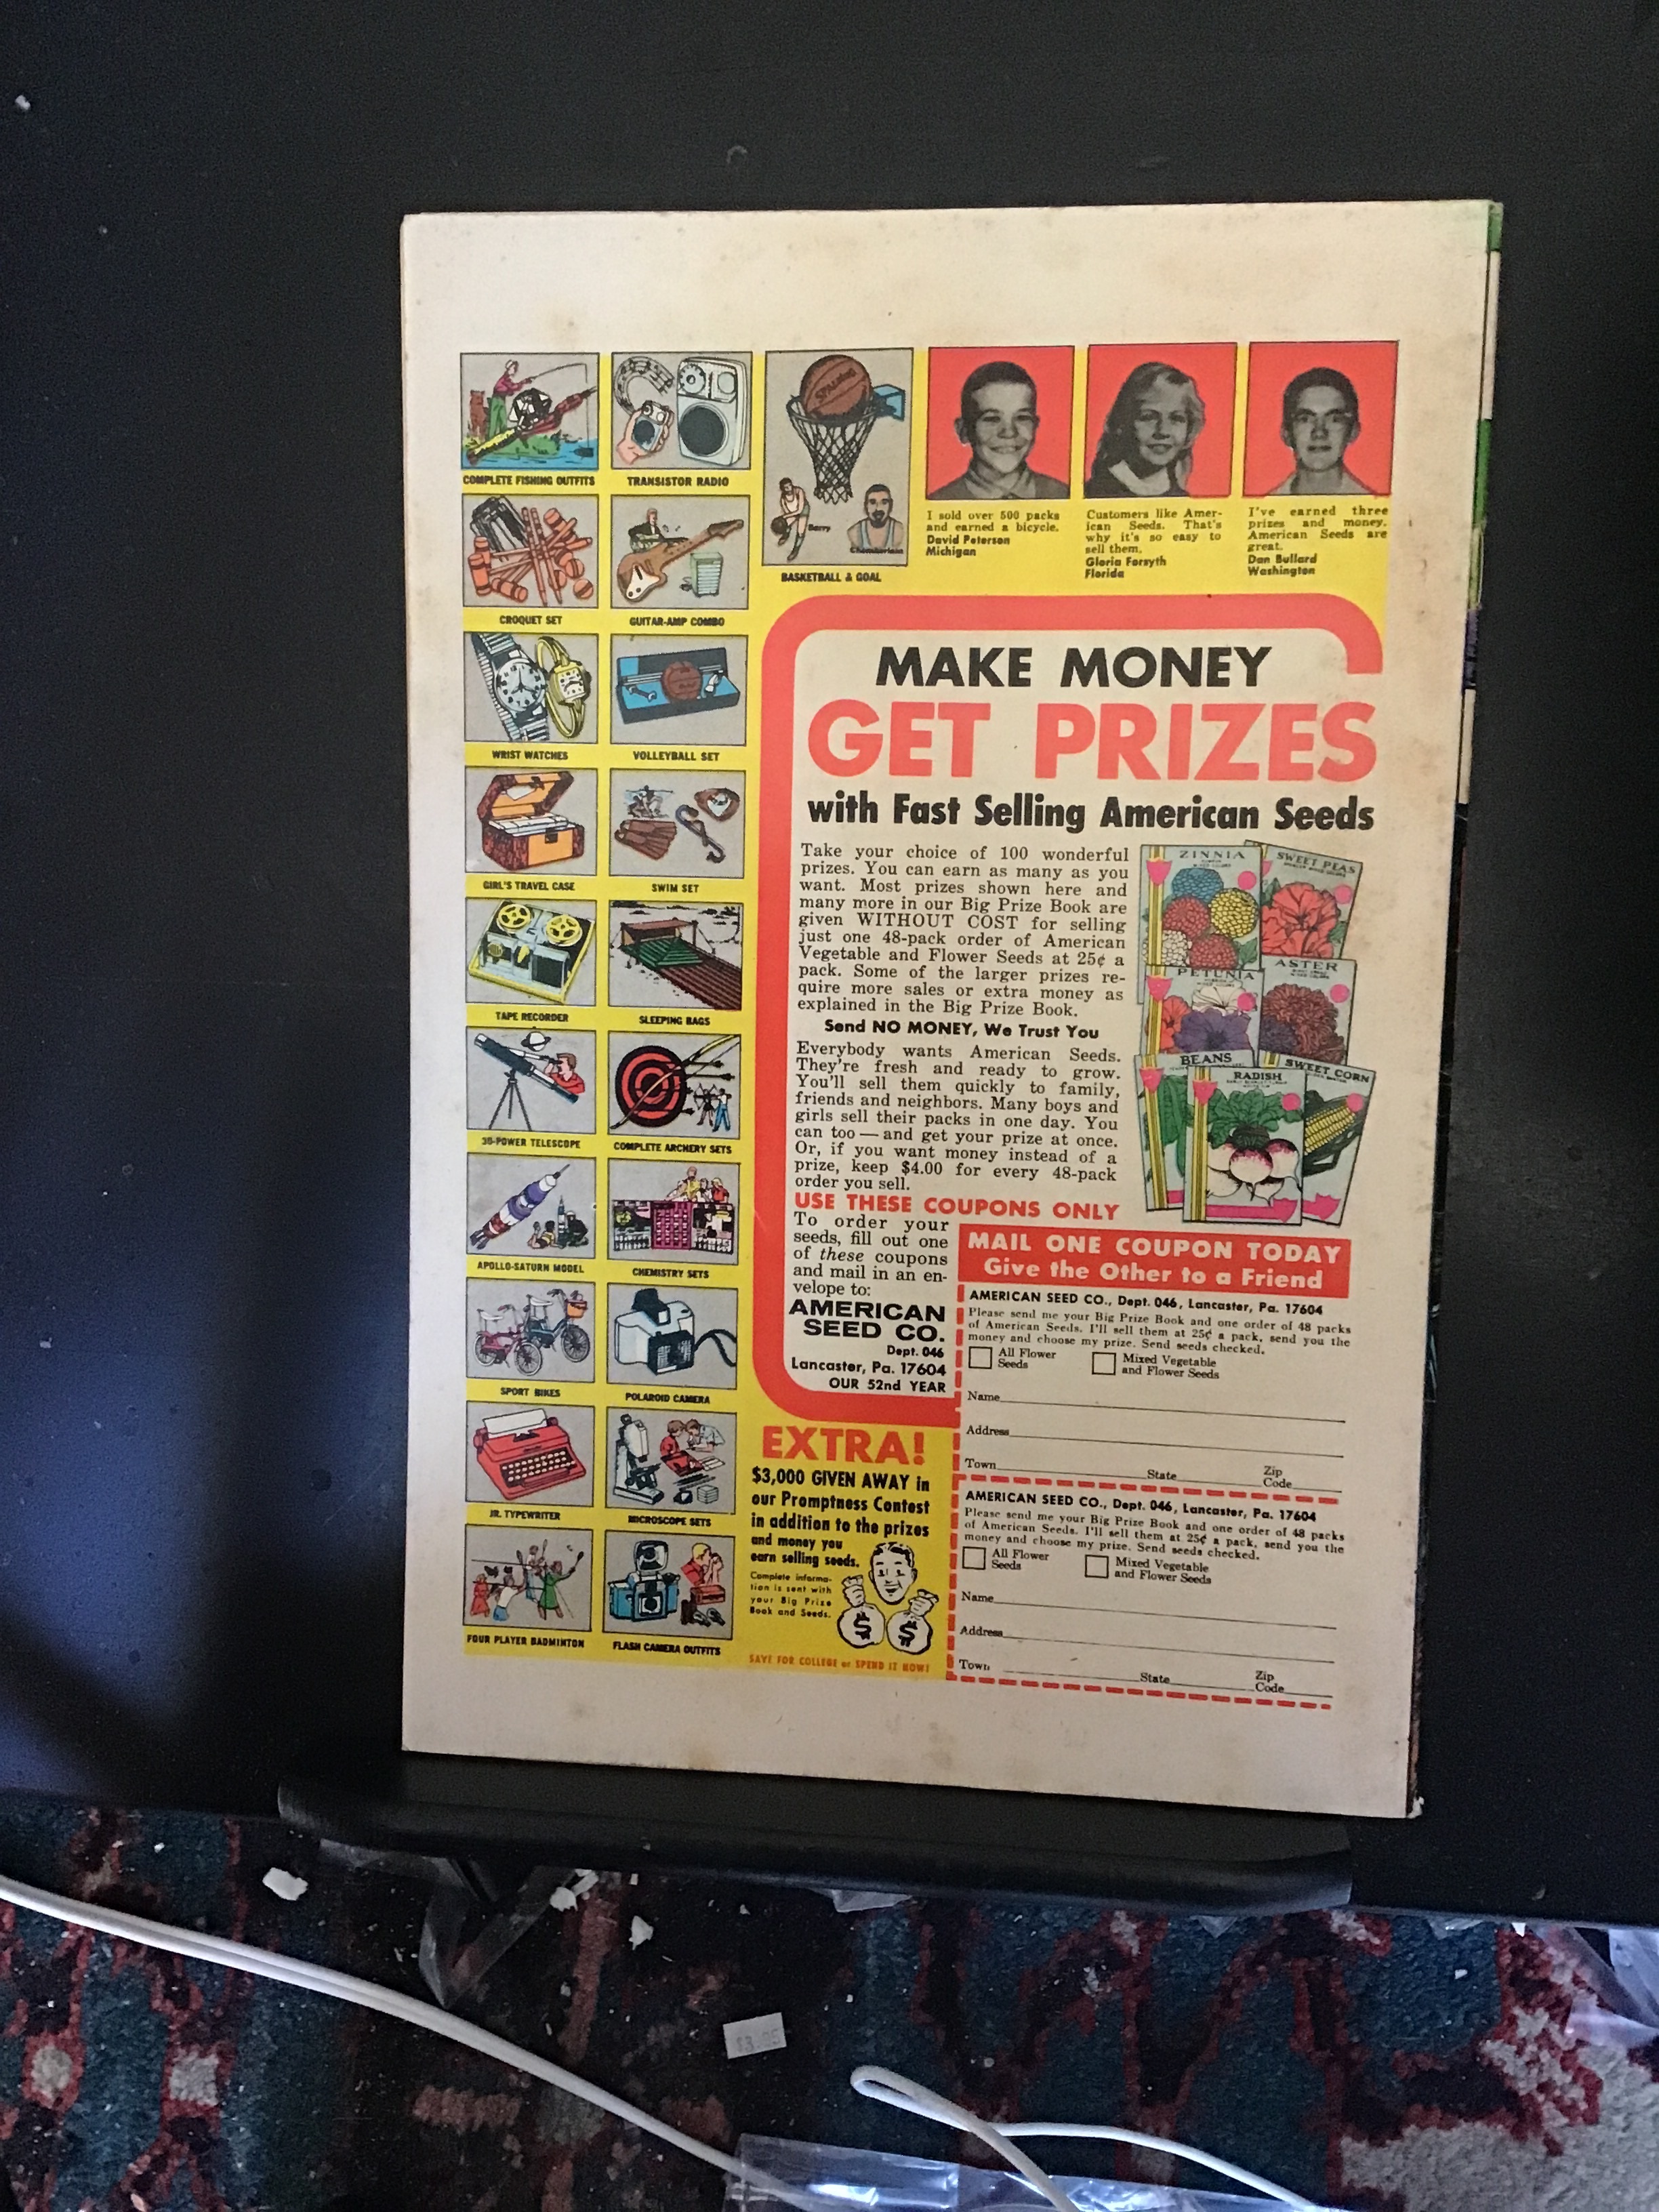 COMPLETE FISHING OUTFITS
TRANSISTOR RADIO
SPALDING
Barry
Chamberlain
BASKETBALL & GOAL
CROQUET SET
GUITAR-AMP COMBO
WRIST WATCHES
VOLLEYBALL SET
GIRL'S TRAVEL CASE
SWIM SET
TAPE RECORDER
SLEEPING BAGS
30-POWER TELESCOPE
COMPLETE ARCHERY SETS
APOLLO-SATURN MODEL
CHEMISTRY SETS
SPORT BIKES
POLAROID CAMERA
JR. TYPEWRITER
MICROSCOPE SETS
FOUR PLAYER BADMINTON
FLASH CAMERA OUTFITS
I sold over 500 packs
and earned a bicycle.
David Peterson
Michigan
Customers like Amer-
ican Seeds. That's
why it's so easy to
sell them.
Gloria Forsyth
Florida
I've earned three
prizes and money.
American Seeds are
great.
Dan Bullard
Washington
MAKE MONEY
GET PRIZES
with Fast Selling American Seeds
Take your choice of 100 wonderful
prizes. You can earn as many as you
want. Most prizes shown here and
many more in our Big Prize Book are
given WITHOUT COST for selling
just one 48-pack order of American
Vegetable and Flower Seeds at 25¢ a
pack. Some of the larger prizes re-
quire more sales or extra money as
explained in the Big Prize Book.
Send NO MONEY, We Trust You
Everybody wants American Seeds.
They're fresh and ready to grow.
You'll sell them quickly to family,
friends and neighbors. Many boys and
girls sell their packs in one day. You
can too — and get your prize at once.
Or, if you want money instead of a
prize, keep $4.00 for every 48-pack
order you sell.
USE THESE COUPONS ONLY
To order your
seeds, fill out one
of these coupons
and mail in an en-
velope to:
AMERICAN
SEED CO.
Dept. 046
Lancaster, Pa. 17604
OUR 52nd YEAR
ZINNIA
SWEET PEAS
PETUNIA
ASTER
BEANS
RADISH
SWEET CORN
MAIL ONE COUPON TODAY
Give the Other to a Friend
AMERICAN SEED CO., Dept. 046, Lancaster, Pa. 17604
Please send me your Big Prize Book and one order of 48 packs
of American Seeds. I'll sell them at 25¢ a pack, send you the
money and choose my prize. Send seeds checked.
All Flower Seeds
Mixed Vegetable and Flower Seeds
Name
Address
Town State Zip Code
AMERICAN SEED CO., Dept. 046, Lancaster, Pa. 17604
Please send me your Big Prize Book and one order of 48 packs
of American Seeds. I'll sell them at 25¢ a pack, send you the
money and choose my prize. Send seeds checked.
All Flower Seeds
Mixed Vegetable and Flower Seeds
Name
Address
Town State Zip Code
EXTRA!
$3,000 GIVEN AWAY in
our Promptness Contest
in addition to the prizes
and money you
earn selling seeds.
Complete informa-
tion is sent with
your Big Prize
Book and Seeds.
$ $
SAVE FOR COLLEGE or SPEND IT NOW!